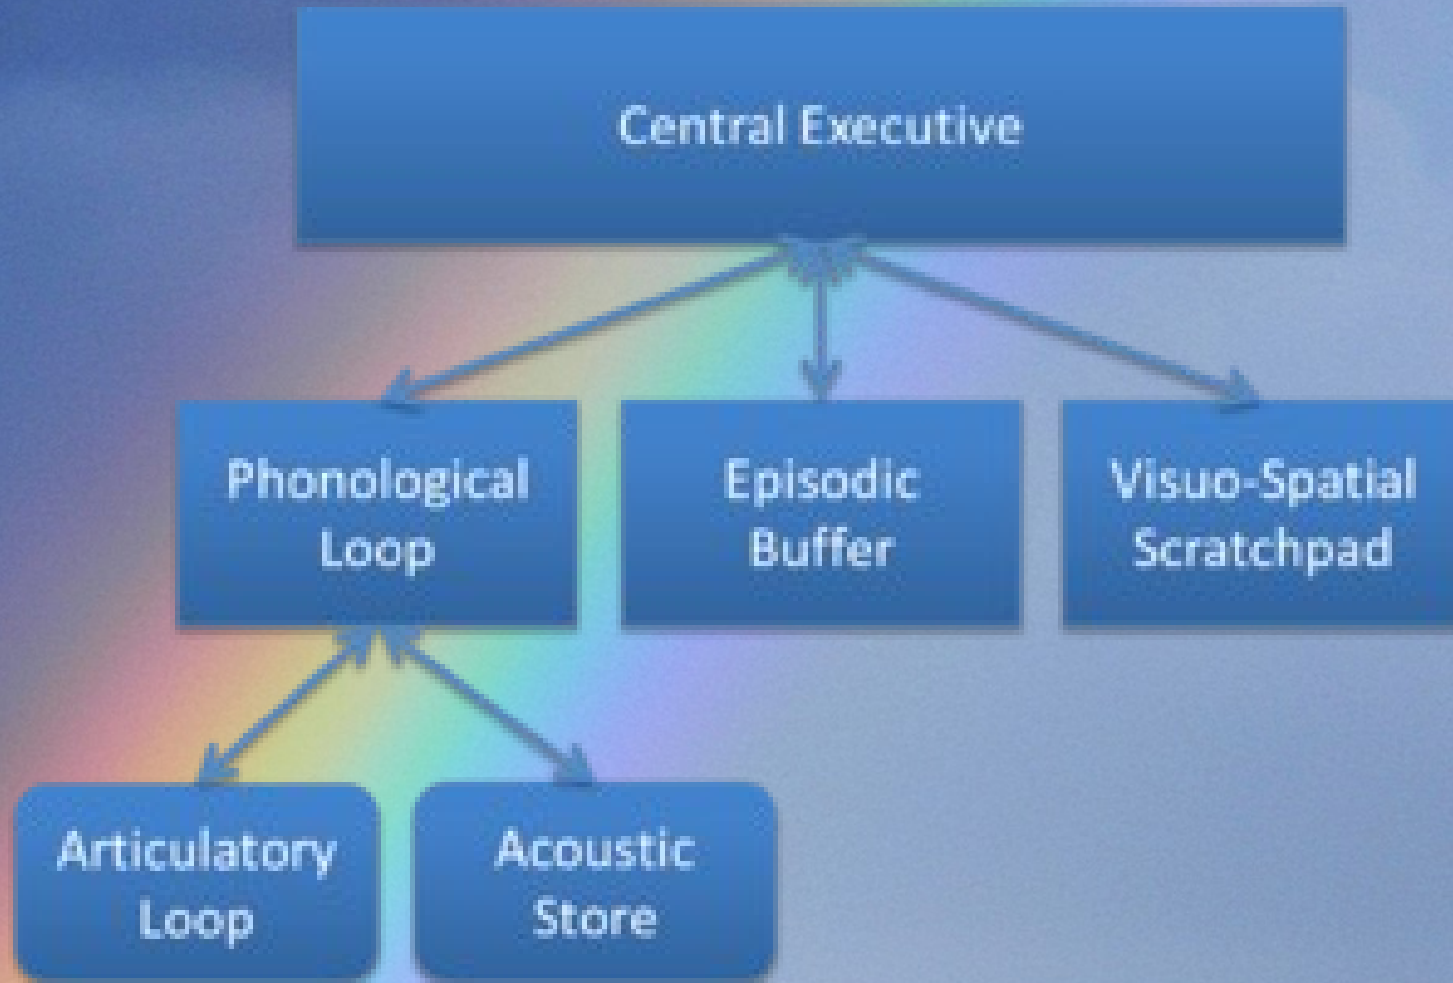 Central Executive
Phonological
Loop
Episodic
Buffer
Visuo-Spatial
Scratchpad
Articulatory
Loop
Acoustic
Store